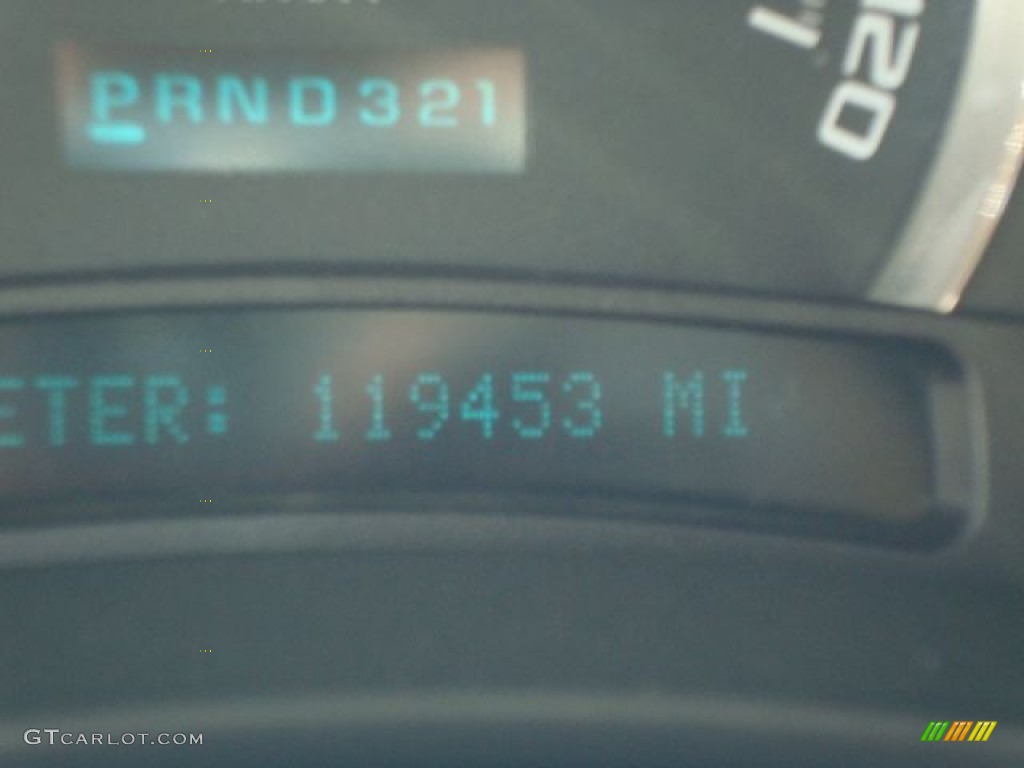 PRND321
120
ETER: 119453 MI
GTCARLOT.COM